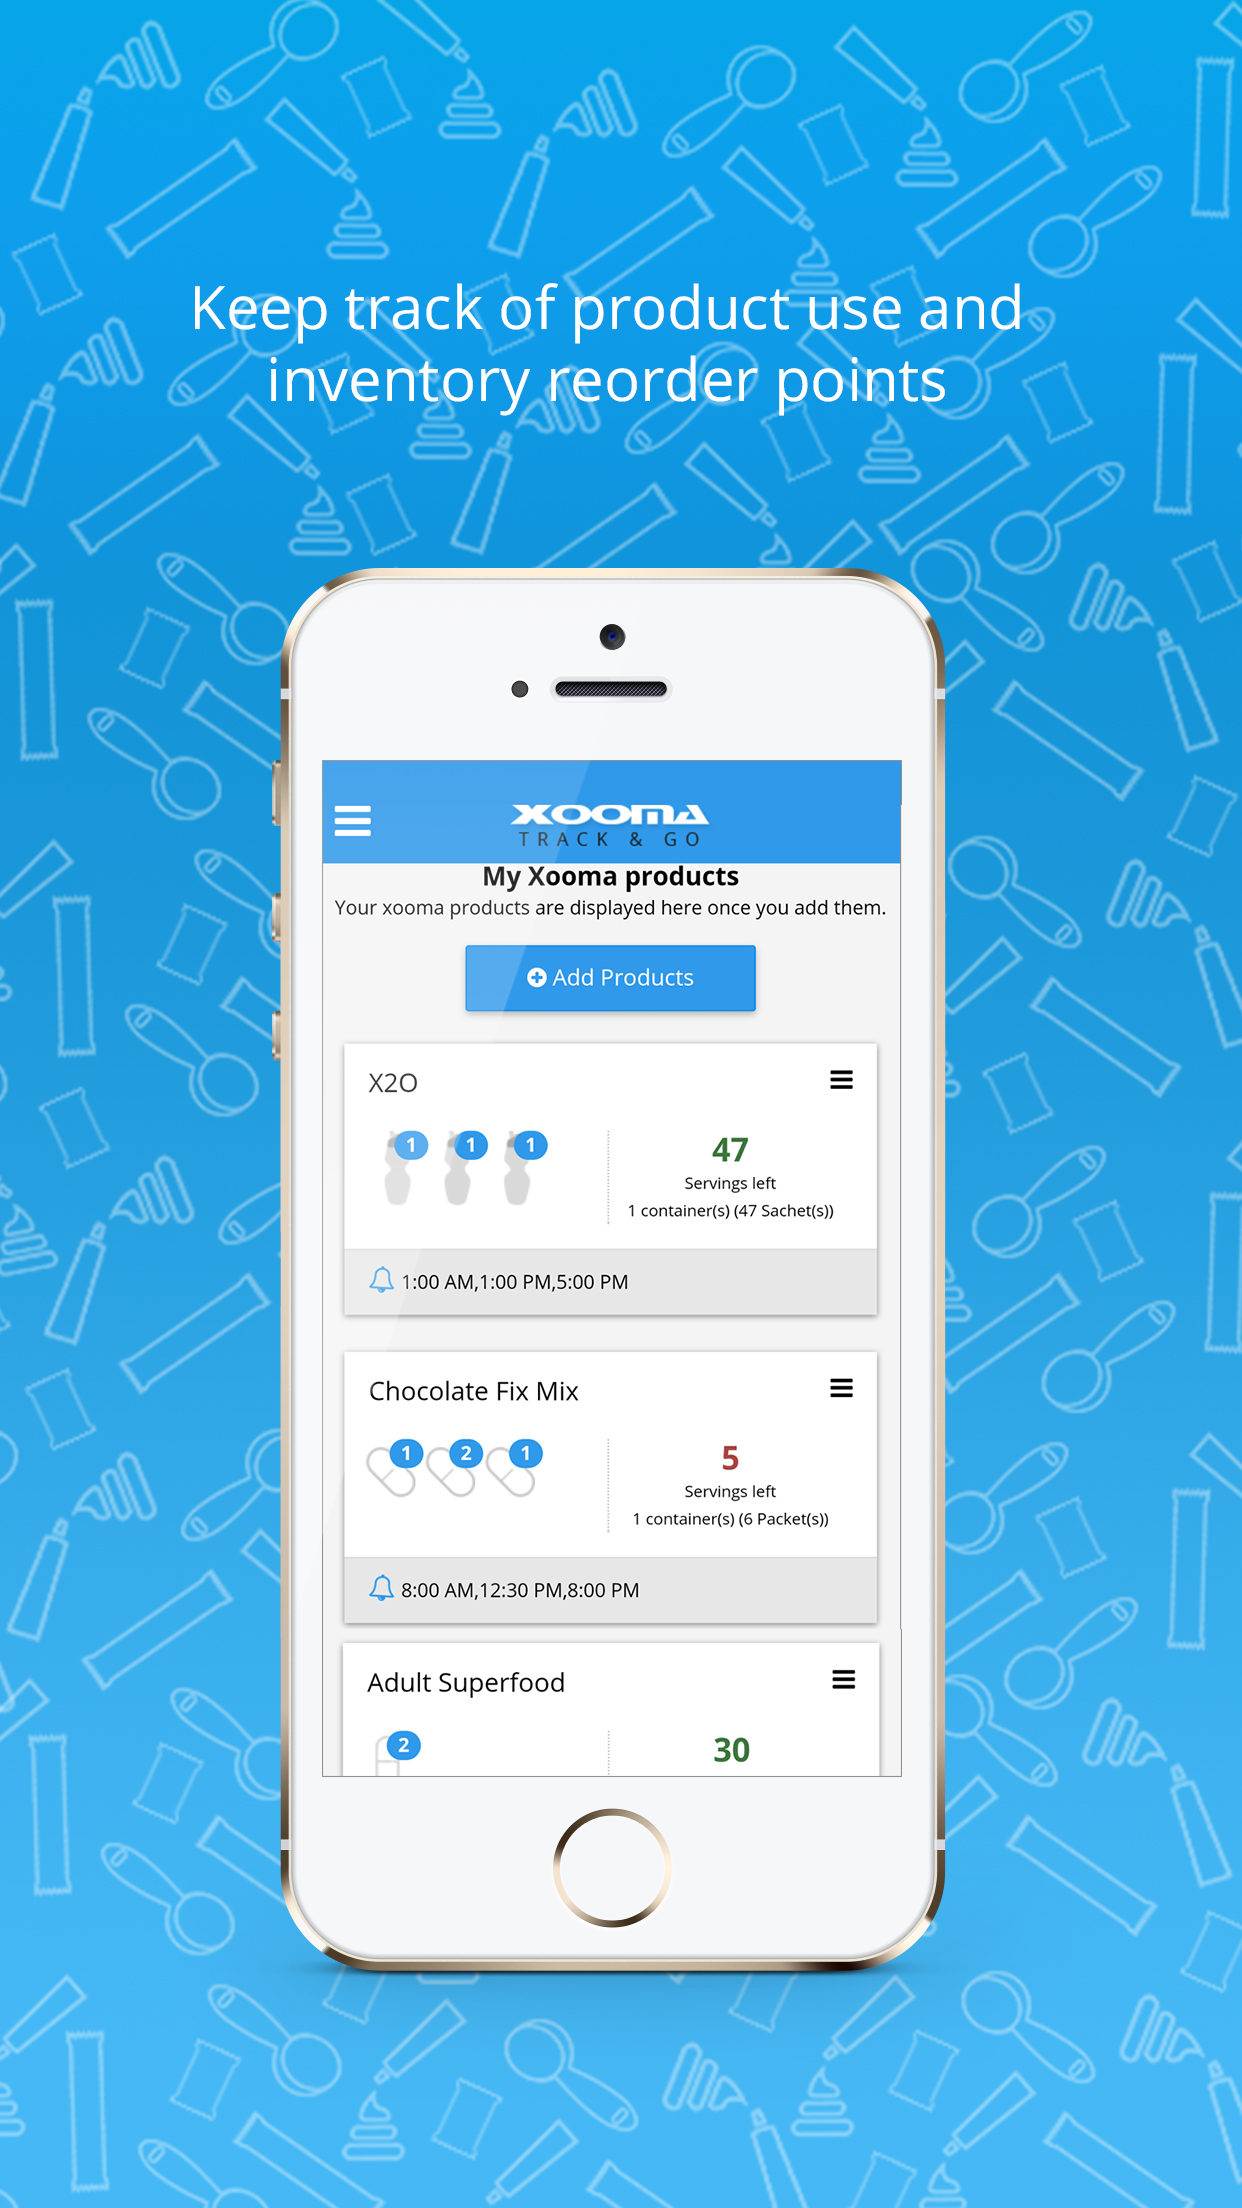 Keep track of product use and
inventory reorder points
XOOMA
TRACK & GO
My Xooma products
Your xooma products are displayed here once you add them.
Add Products
X2O
1 1 1
47
Servings left
1 container(s) (47 Sachet(s))
1:00 AM,1:00 PM,5:00 PM
Chocolate Fix Mix
1 2 1
5
Servings left
1 container(s) (6 Packet(s))
8:00 AM,12:30 PM,8:00 PM
Adult Superfood
2
30